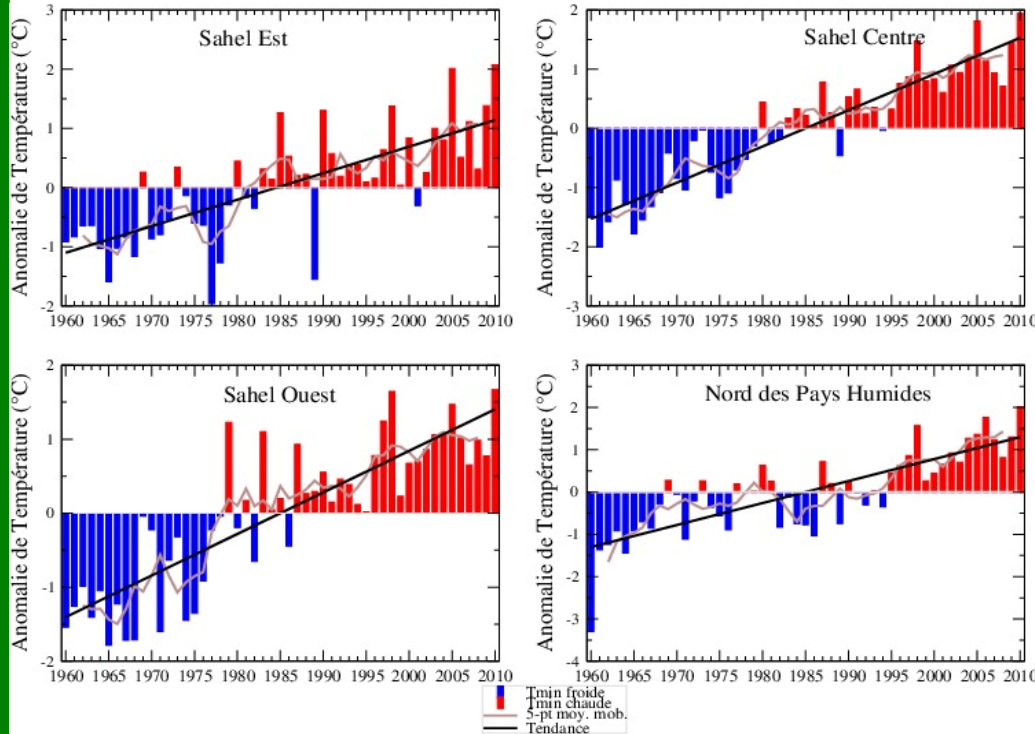 Sahel Est
Anomalie de Température (°C)
3
2
1
0
-1
-2
1960 1965 1970 1975 1980 1985 1990 1995 2000 2005 2010
Sahel Centre
Anomalie de Température (°C)
2
1
0
-1
-2
-3
1960 1965 1970 1975 1980 1985 1990 1995 2000 2005 2010
Sahel Ouest
Anomalie de Température (°C)
2
1
0
-1
-2
1960 1965 1970 1975 1980 1985 1990 1995 2000 2005 2010
Nord des Pays Humides
Anomalie de Température (°C)
3
2
1
0
-1
-2
-3
-4
1960 1965 1970 1975 1980 1985 1990 1995 2000 2005 2010
Tmin froide
Tmin chaude
5-pt moy. mob.
Tendance